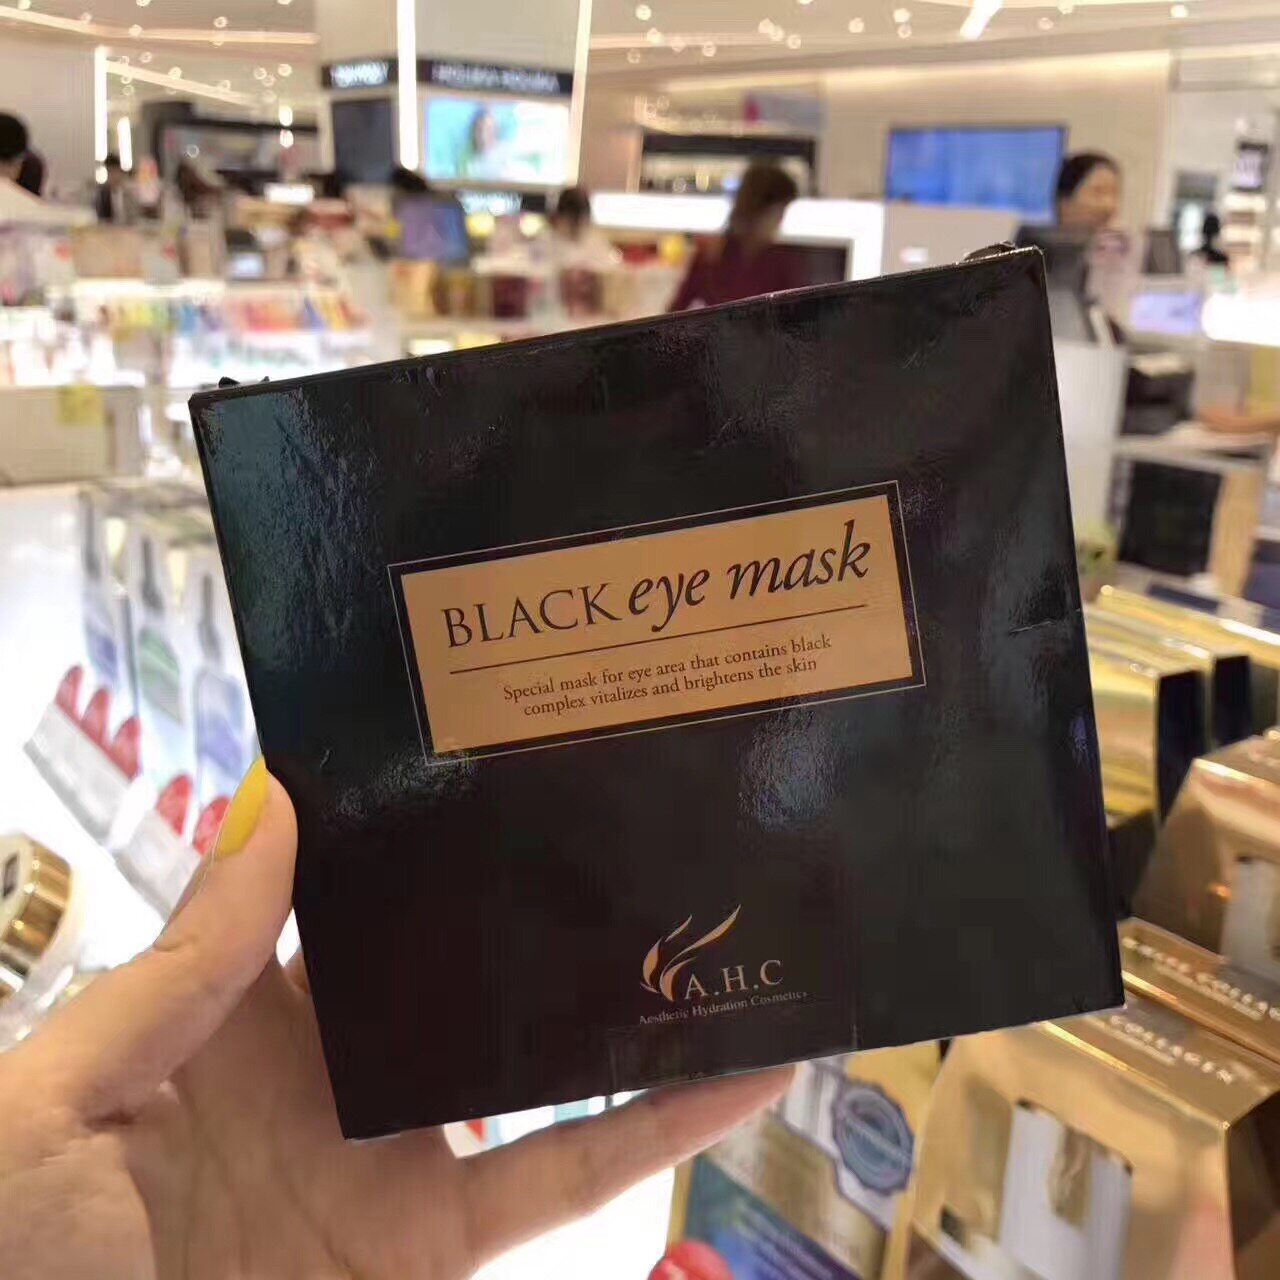 BLACK eye mask
Special mask for eye area that contains black
complex vitalizes and brightens the skin
A.H.C
Aesthetic Hydration Cosmetics
COLLAGEN